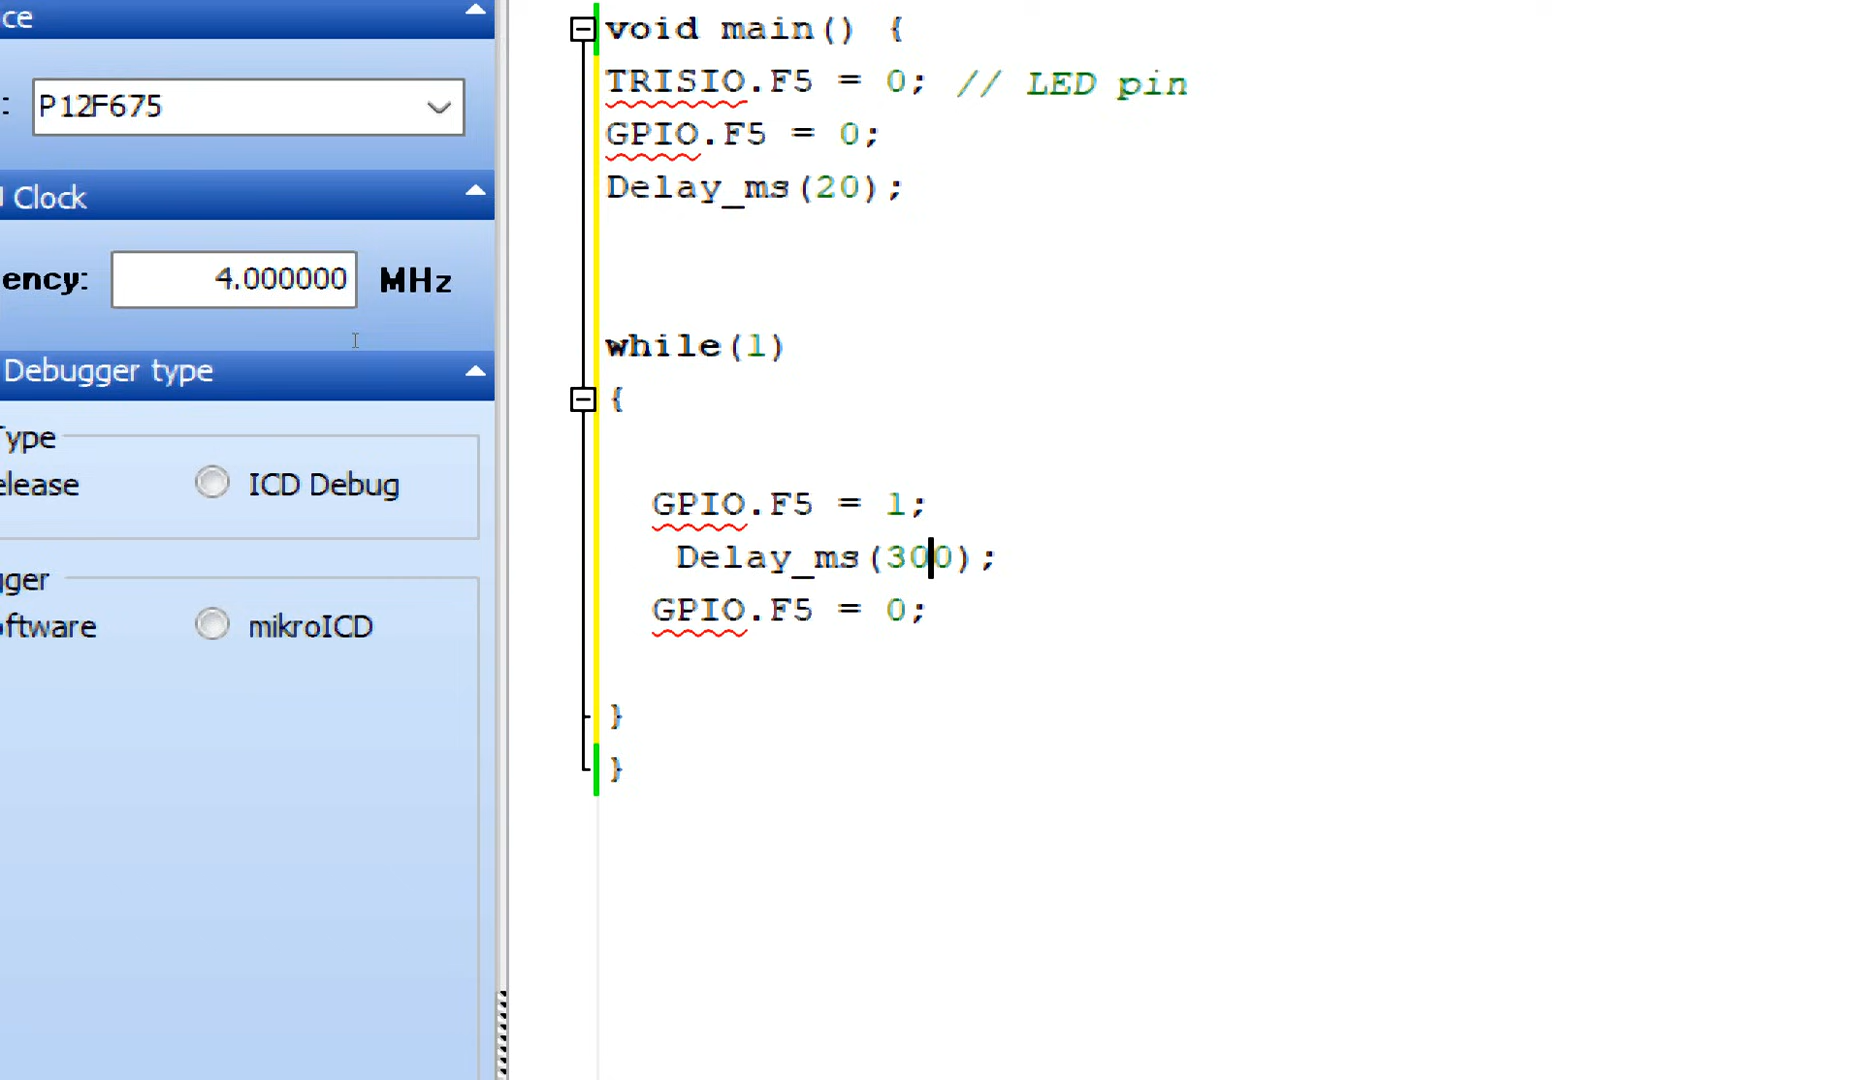 ce
:
P12F675
Clock
ency:
4.000000
MHz
Debugger type
Type
elease
ICD Debug
gger
oftware
mikroICD
void main() {
TRISIO.F5 = 0; // LED pin
GPIO.F5 = 0;
Delay_ms(20);
while(1)
{
GPIO.F5 = 1;
Delay_ms(300);
GPIO.F5 = 0;
}
}